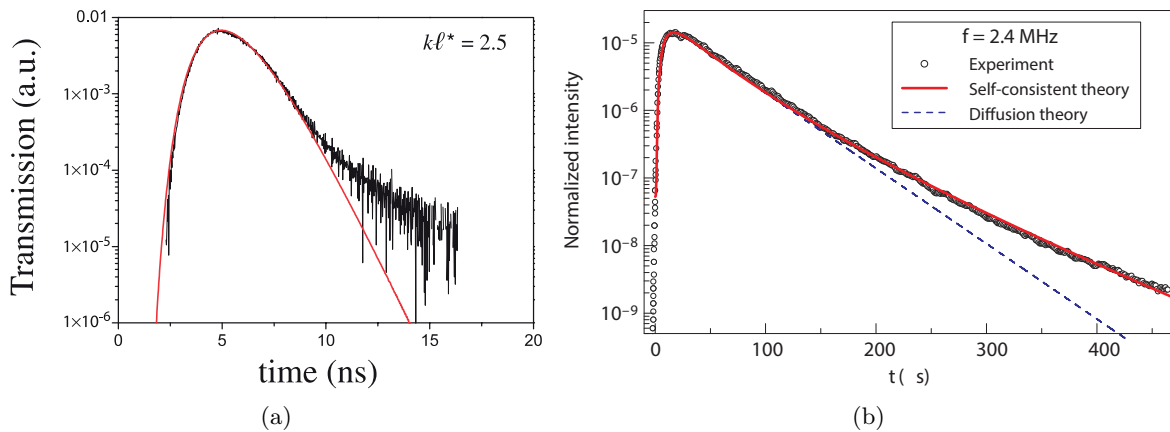 0.01
1×10⁻³
1×10⁻⁴
1×10⁻⁵
1×10⁻⁶
Transmission (a.u.)
kℓ* = 2.5
0 5 10 15 20
time (ns)
(a)
10⁻⁵
10⁻⁶
10⁻⁷
10⁻⁸
10⁻⁹
Normalized intensity
f = 2.4 MHz
Experiment
Self-consistent theory
Diffusion theory
0 100 200 300 400
t( s)
(b)